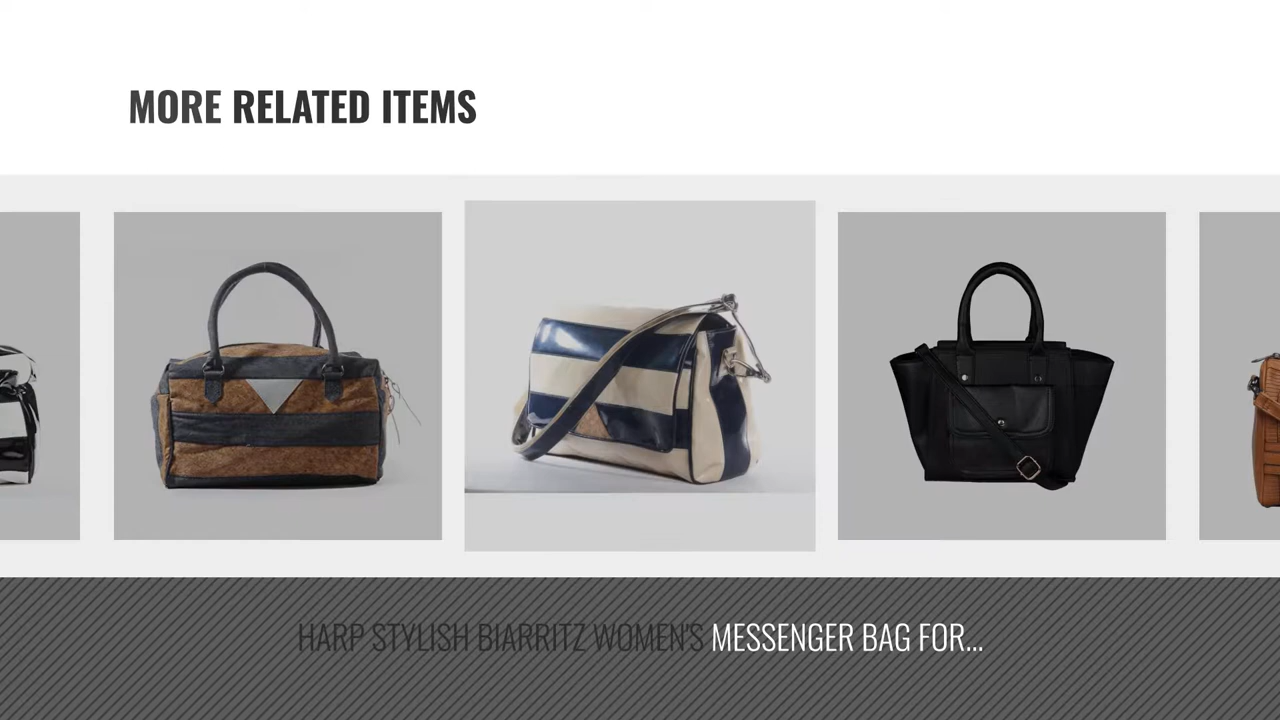 MORE RELATED ITEMS
HARP STYLISH BIARRITZ WOMEN'S MESSENGER BAG FOR...